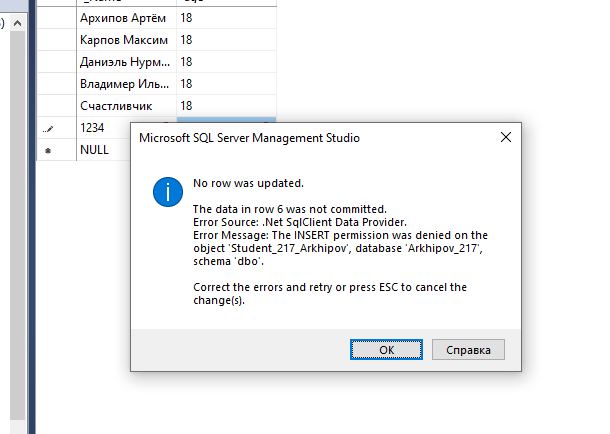 Архипов Артём 18
Карпов Максим 18
Даниэль Нурм... 18
Владимир Иль... 18
Счастливчик 18
1234
NULL
Microsoft SQL Server Management Studio
No row was updated.
The data in row 6 was not committed.
Error Source: .Net SqlClient Data Provider.
Error Message: The INSERT permission was denied on the
object 'Student_217_Arkhipov', database 'Arkhipov_217',
schema 'dbo'.
Correct the errors and retry or press ESC to cancel the
change(s).
OK Справка